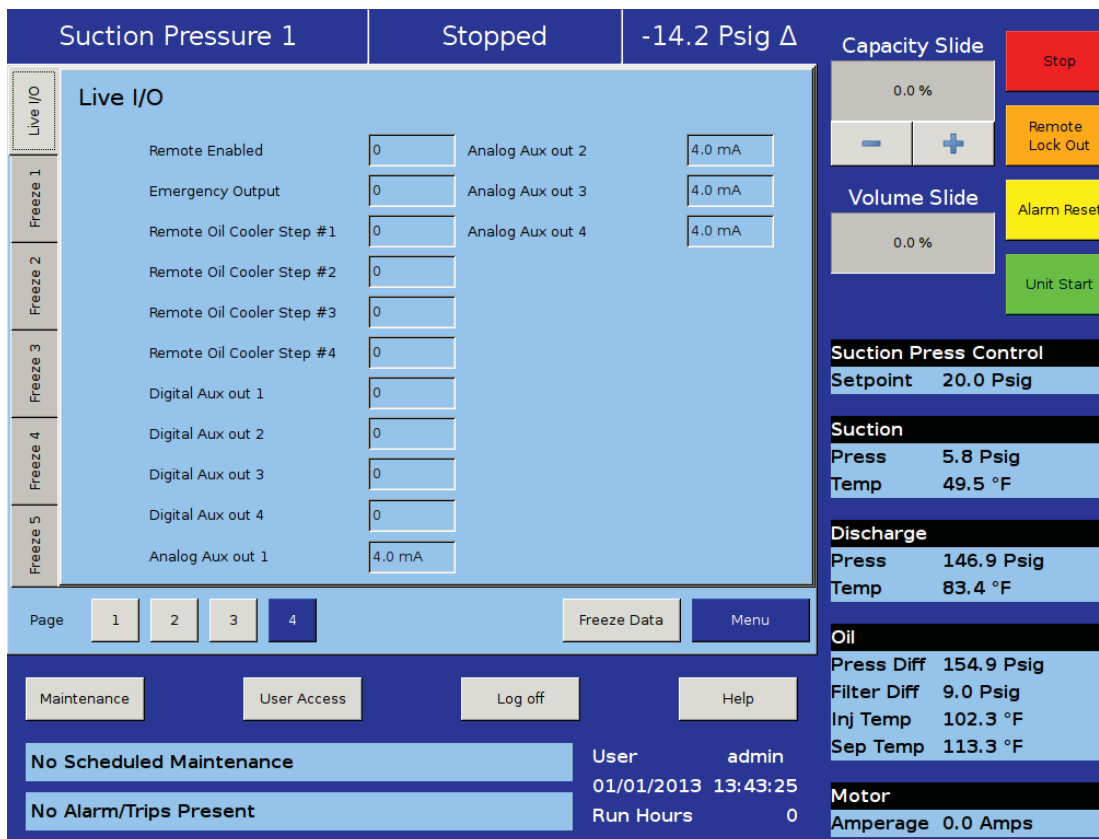 Suction Pressure 1
Stopped
-14.2 Psig Δ
Live I/O
Freeze 1
Freeze 2
Freeze 3
Freeze 4
Freeze 5
Live I/O
Remote Enabled 0 Analog Aux out 2 4.0 mA
Emergency Output 0 Analog Aux out 3 4.0 mA
Remote Oil Cooler Step #1 0 Analog Aux out 4 4.0 mA
Remote Oil Cooler Step #2 0
Remote Oil Cooler Step #3 0
Remote Oil Cooler Step #4 0
Digital Aux out 1 0
Digital Aux out 2 0
Digital Aux out 3 0
Digital Aux out 4 0
Analog Aux out 1 4.0 mA
Page 1 2 3 4 Freeze Data Menu
Maintenance User Access Log off Help
No Scheduled Maintenance
No Alarm/Trips Present
User admin
01/01/2013 13:43:25
Run Hours 0
Capacity Slide
0.0 %
Volume Slide
0.0 %
Stop
Remote
Lock Out
Alarm Reset
Unit Start
Suction Press Control
Setpoint 20.0 Psig
Suction
Press 5.8 Psig
Temp 49.5 °F
Discharge
Press 146.9 Psig
Temp 83.4 °F
Oil
Press Diff 154.9 Psig
Filter Diff 9.0 Psig
Inj Temp 102.3 °F
Sep Temp 113.3 °F
Motor
Amperage 0.0 Amps